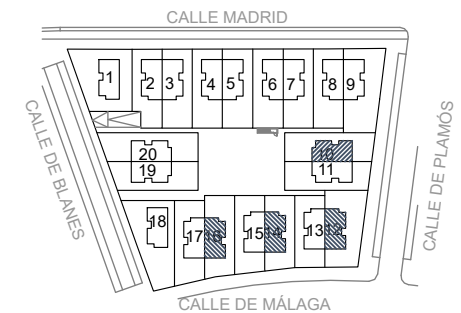 CALLE MADRID
1 2 3 4 5 6 7 8 9
CALLE DE BLANES
CALLE DE PLAMÓS
20 10
19 11
18 17 16 15 14 13 12
CALLE DE MÁLAGA